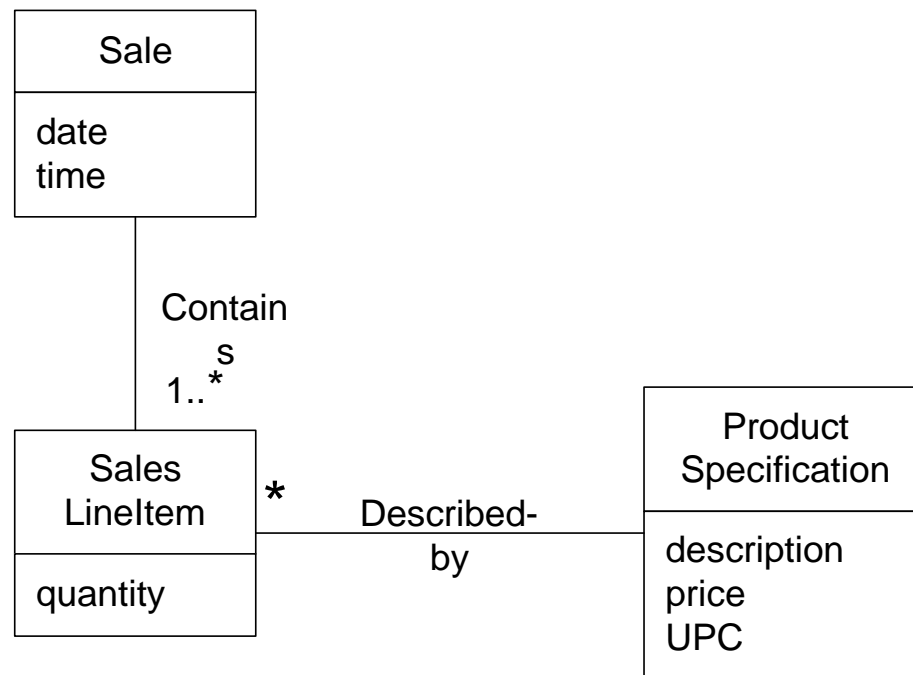 Sale
date
time
Contain
s
1..*
Sales
LineItem
quantity
*
Described-
by
Product
Specification
description
price
UPC